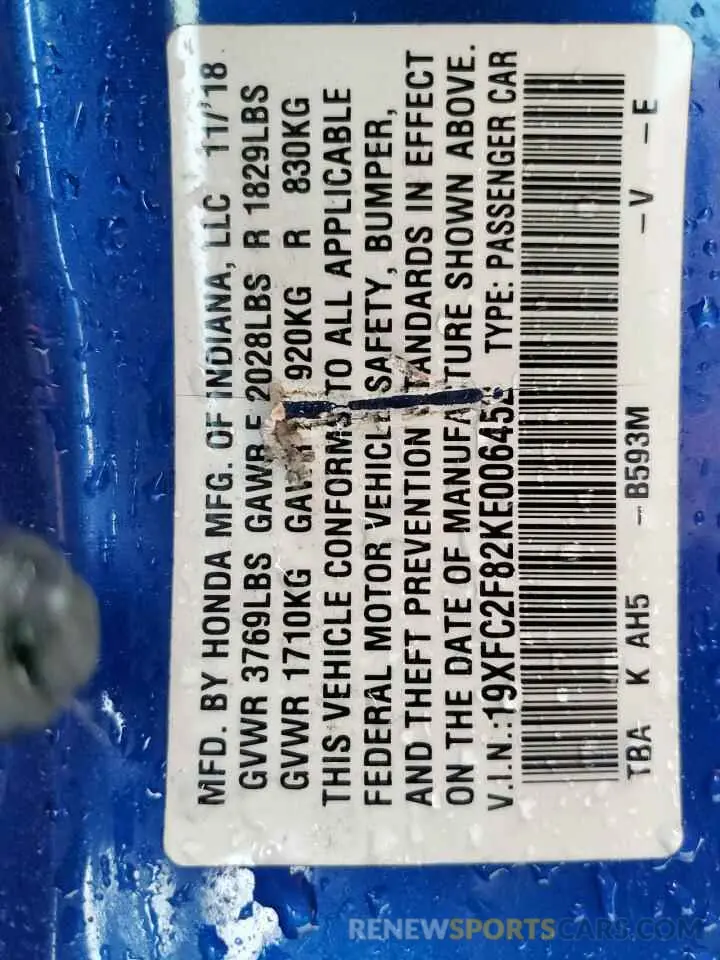 MFD. BY HONDA MFG. OF INDIANA, LLC 11/'18
GVWR 3769LBS GAWR F 2028LBS R 1829LBS
GVWR 1710KG 920KG R 830KG
THIS VEHICLE CONFORMS TO ALL APPLICABLE
FEDERAL MOTOR VEHICLE SAFETY, BUMPER,
AND THEFT PREVENTION STANDARDS IN EFFECT
ON THE DATE OF MANUFACTURE SHOWN ABOVE.
V.I.N.: TYPE: PASSENGER CAR
TBA K AH5 -B593M -V -E
RENEWSPORTSCARS.COM